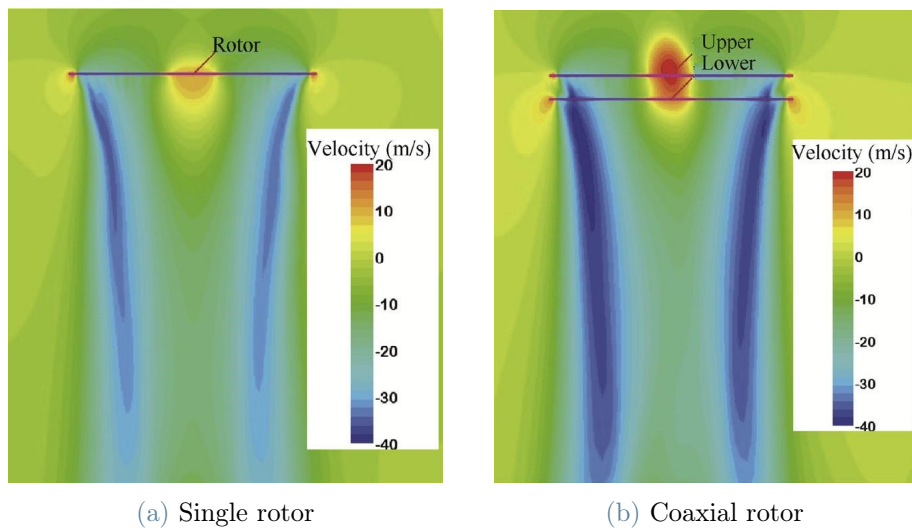 Rotor
Velocity (m/s)
20
10
0
-10
-20
-30
-40
(a) Single rotor
Upper
Lower
Velocity (m/s)
20
10
0
-10
-20
-30
-40
(b) Coaxial rotor